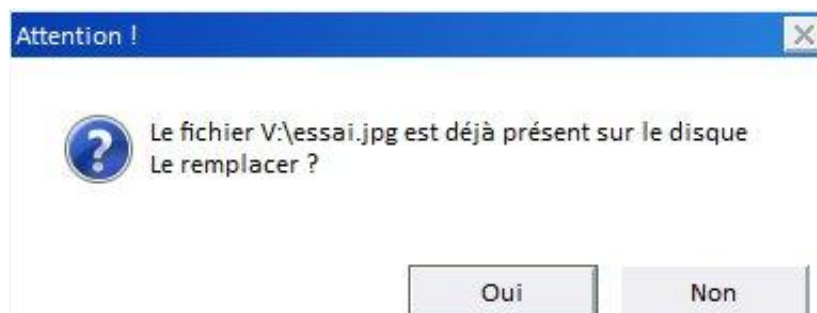 Attention !
Le fichier V:\essai.jpg est déjà présent sur le disque
Le remplacer ?
Oui Non